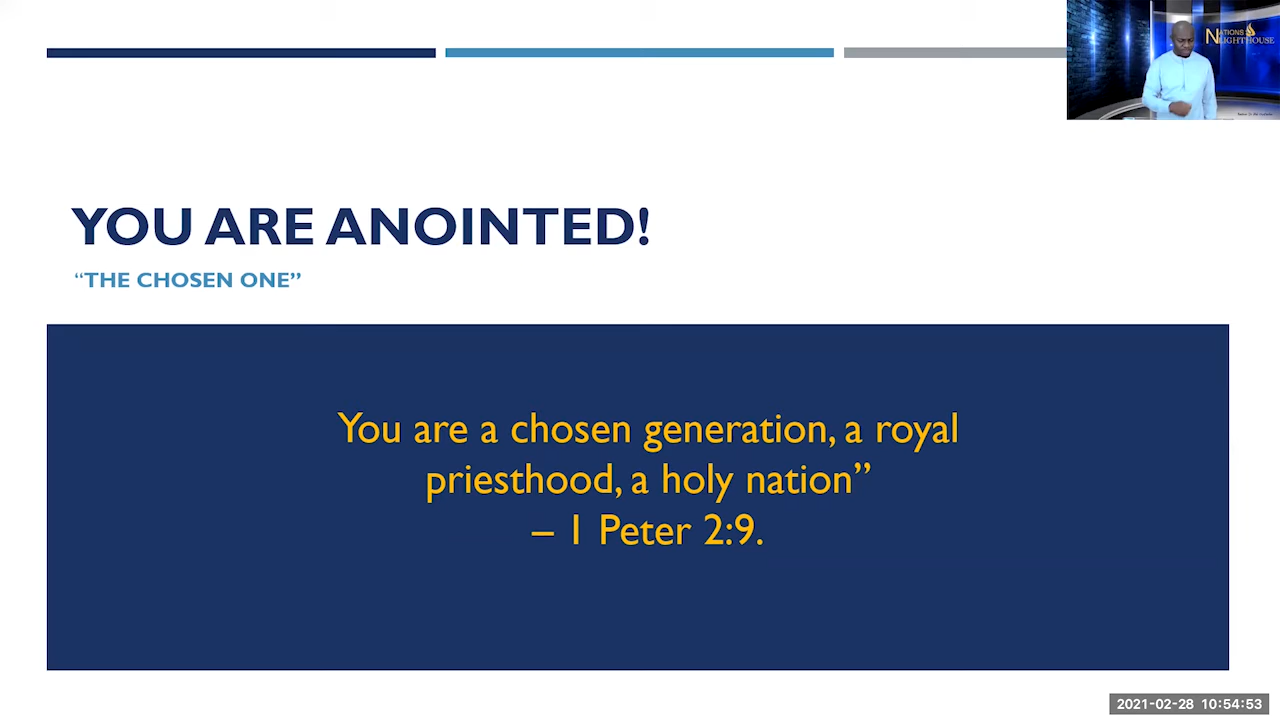 NATIONS
LIGHTHOUSE
YOU ARE ANOINTED!
“THE CHOSEN ONE”
You are a chosen generation, a royal
priesthood, a holy nation”
– 1 Peter 2:9.
2021-02-28 10:54:53